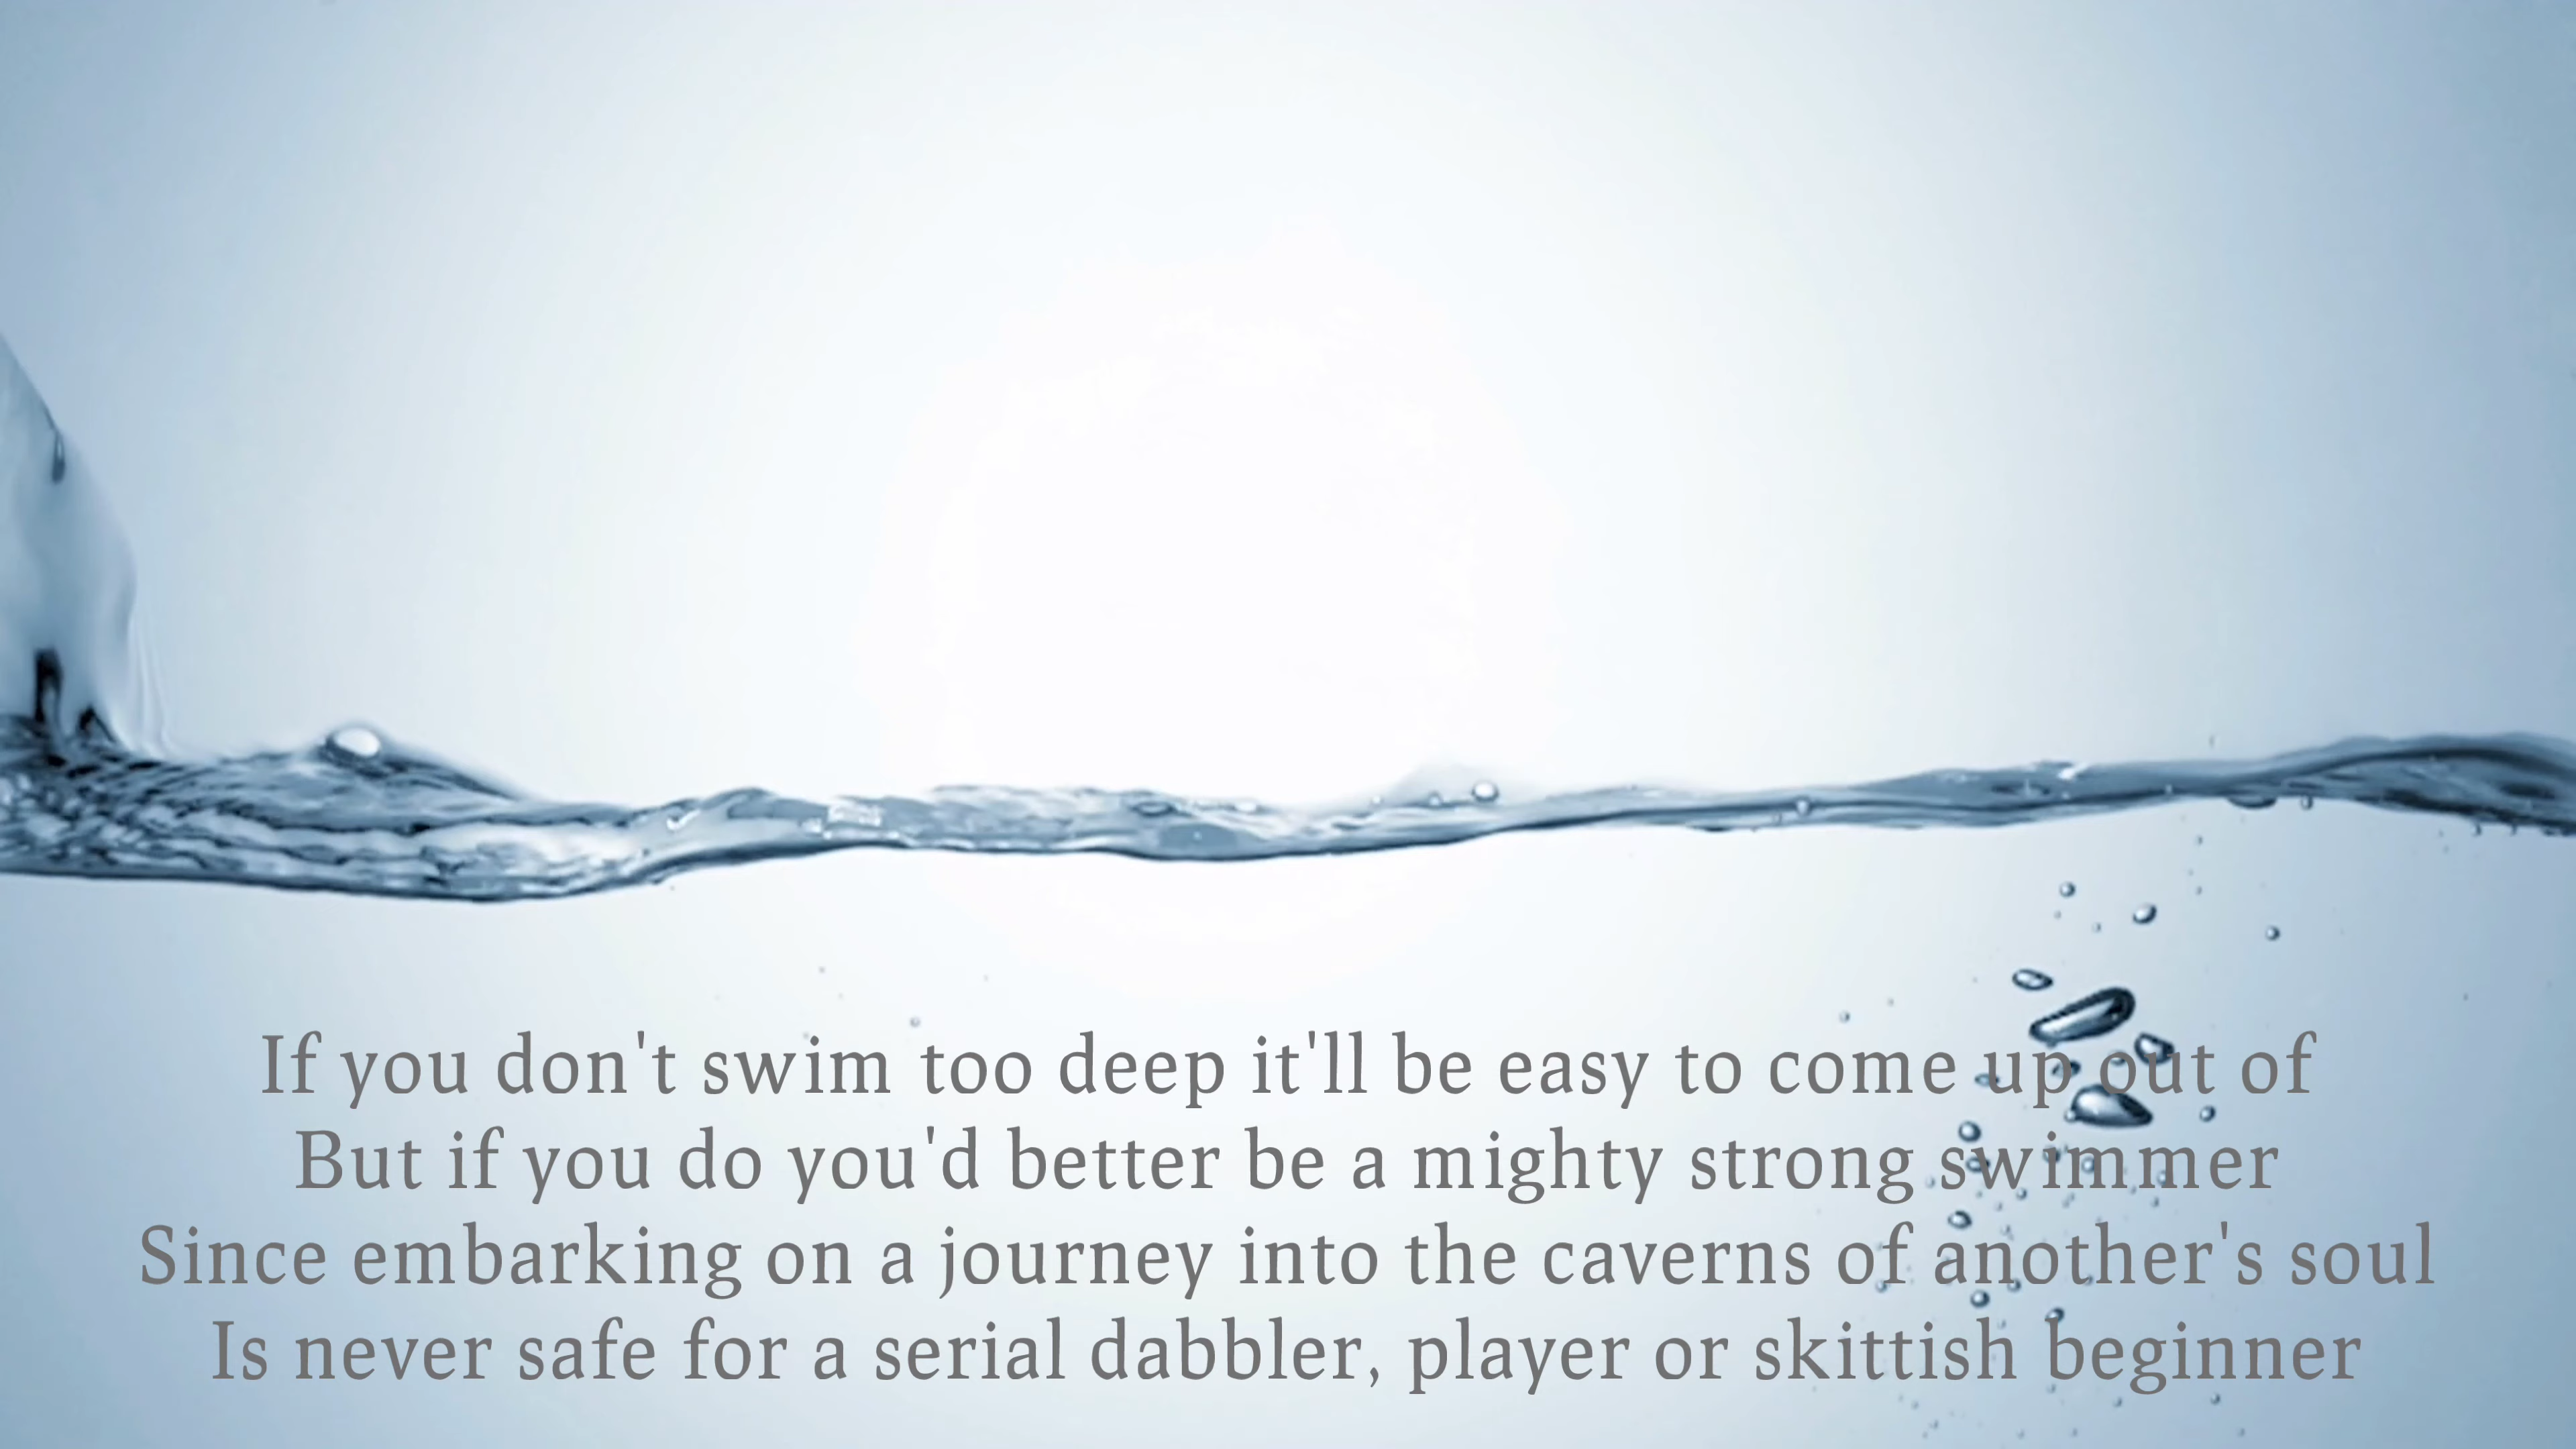 If you don't swim too deep it'll be easy to come up out of
But if you do you'd better be a mighty strong swimmer
Since embarking on a journey into the caverns of another's soul
Is never safe for a serial dabbler, player or skittish beginner